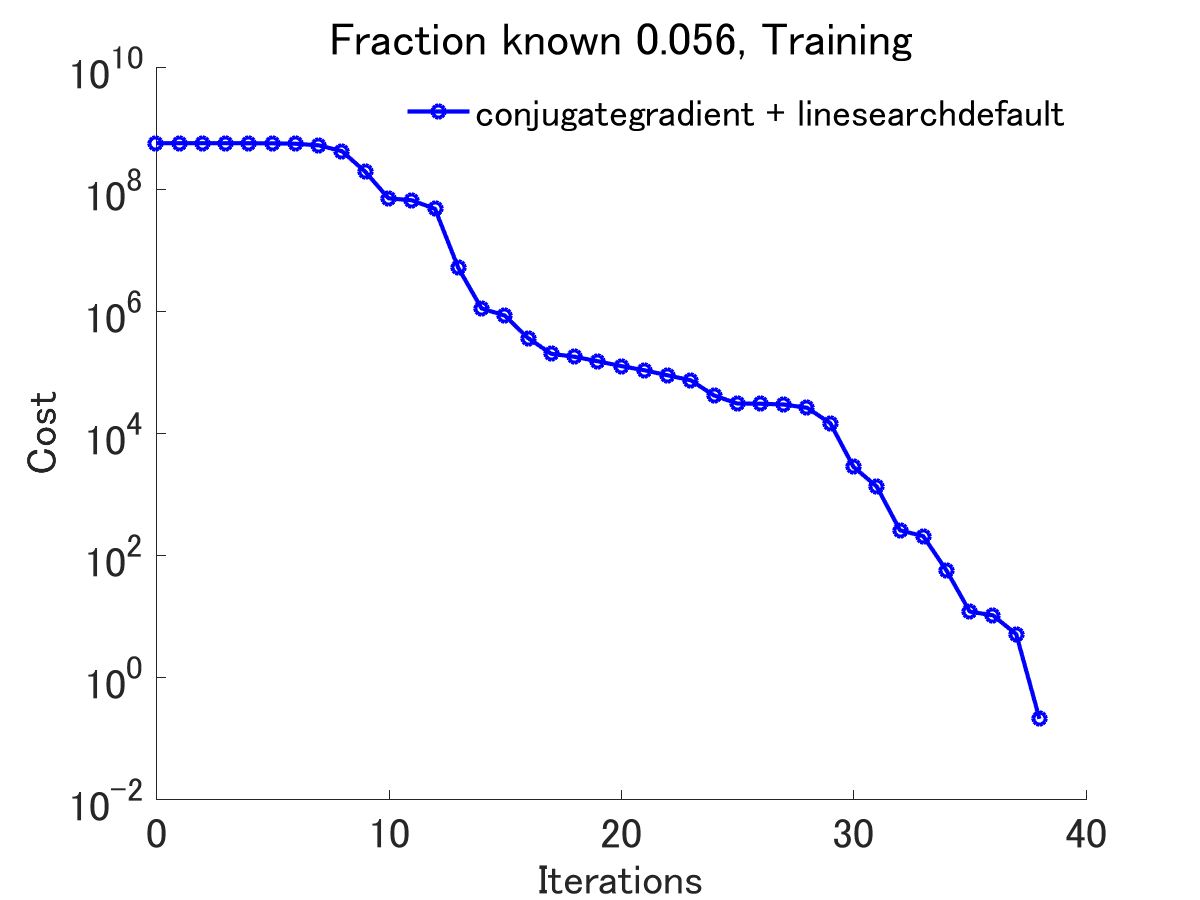 Fraction known 0.056, Training
conjugategradient + linesearchdefault
10^10
10^8
10^6
10^4
10^2
10^0
10^-2
Cost
0 10 20 30 40
Iterations